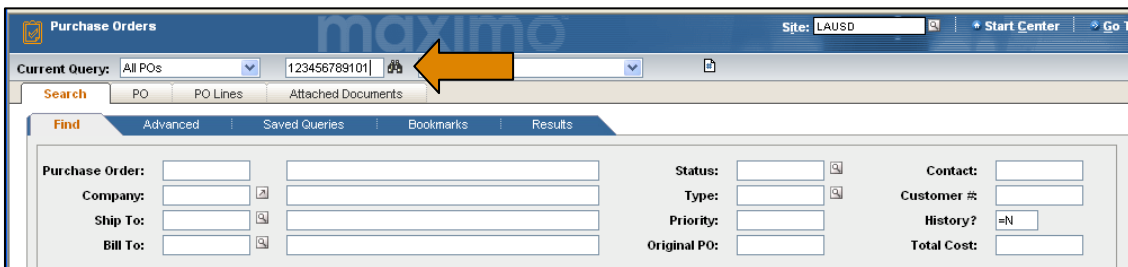 Purchase Orders maximo Site: LAUSD Start Center Go T
Current Query: All POs 123456789101
Search PO PO Lines Attached Documents
Find Advanced Saved Queries Bookmarks Results
Purchase Order: Status: Contact:
Company: Type: Customer #:
Ship To: Priority: History? =N
Bill To: Original PO: Total Cost: